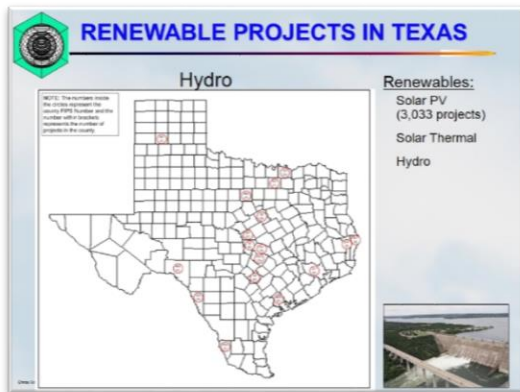 RENEWABLE PROJECTS IN TEXAS
Hydro
NOTE: The numbers inside
the circles represent the
county FIPS Number and the
number within brackets
represents the number of
projects in the county.
Renewables:
Solar PV
(3,033 projects)
Solar Thermal
Hydro